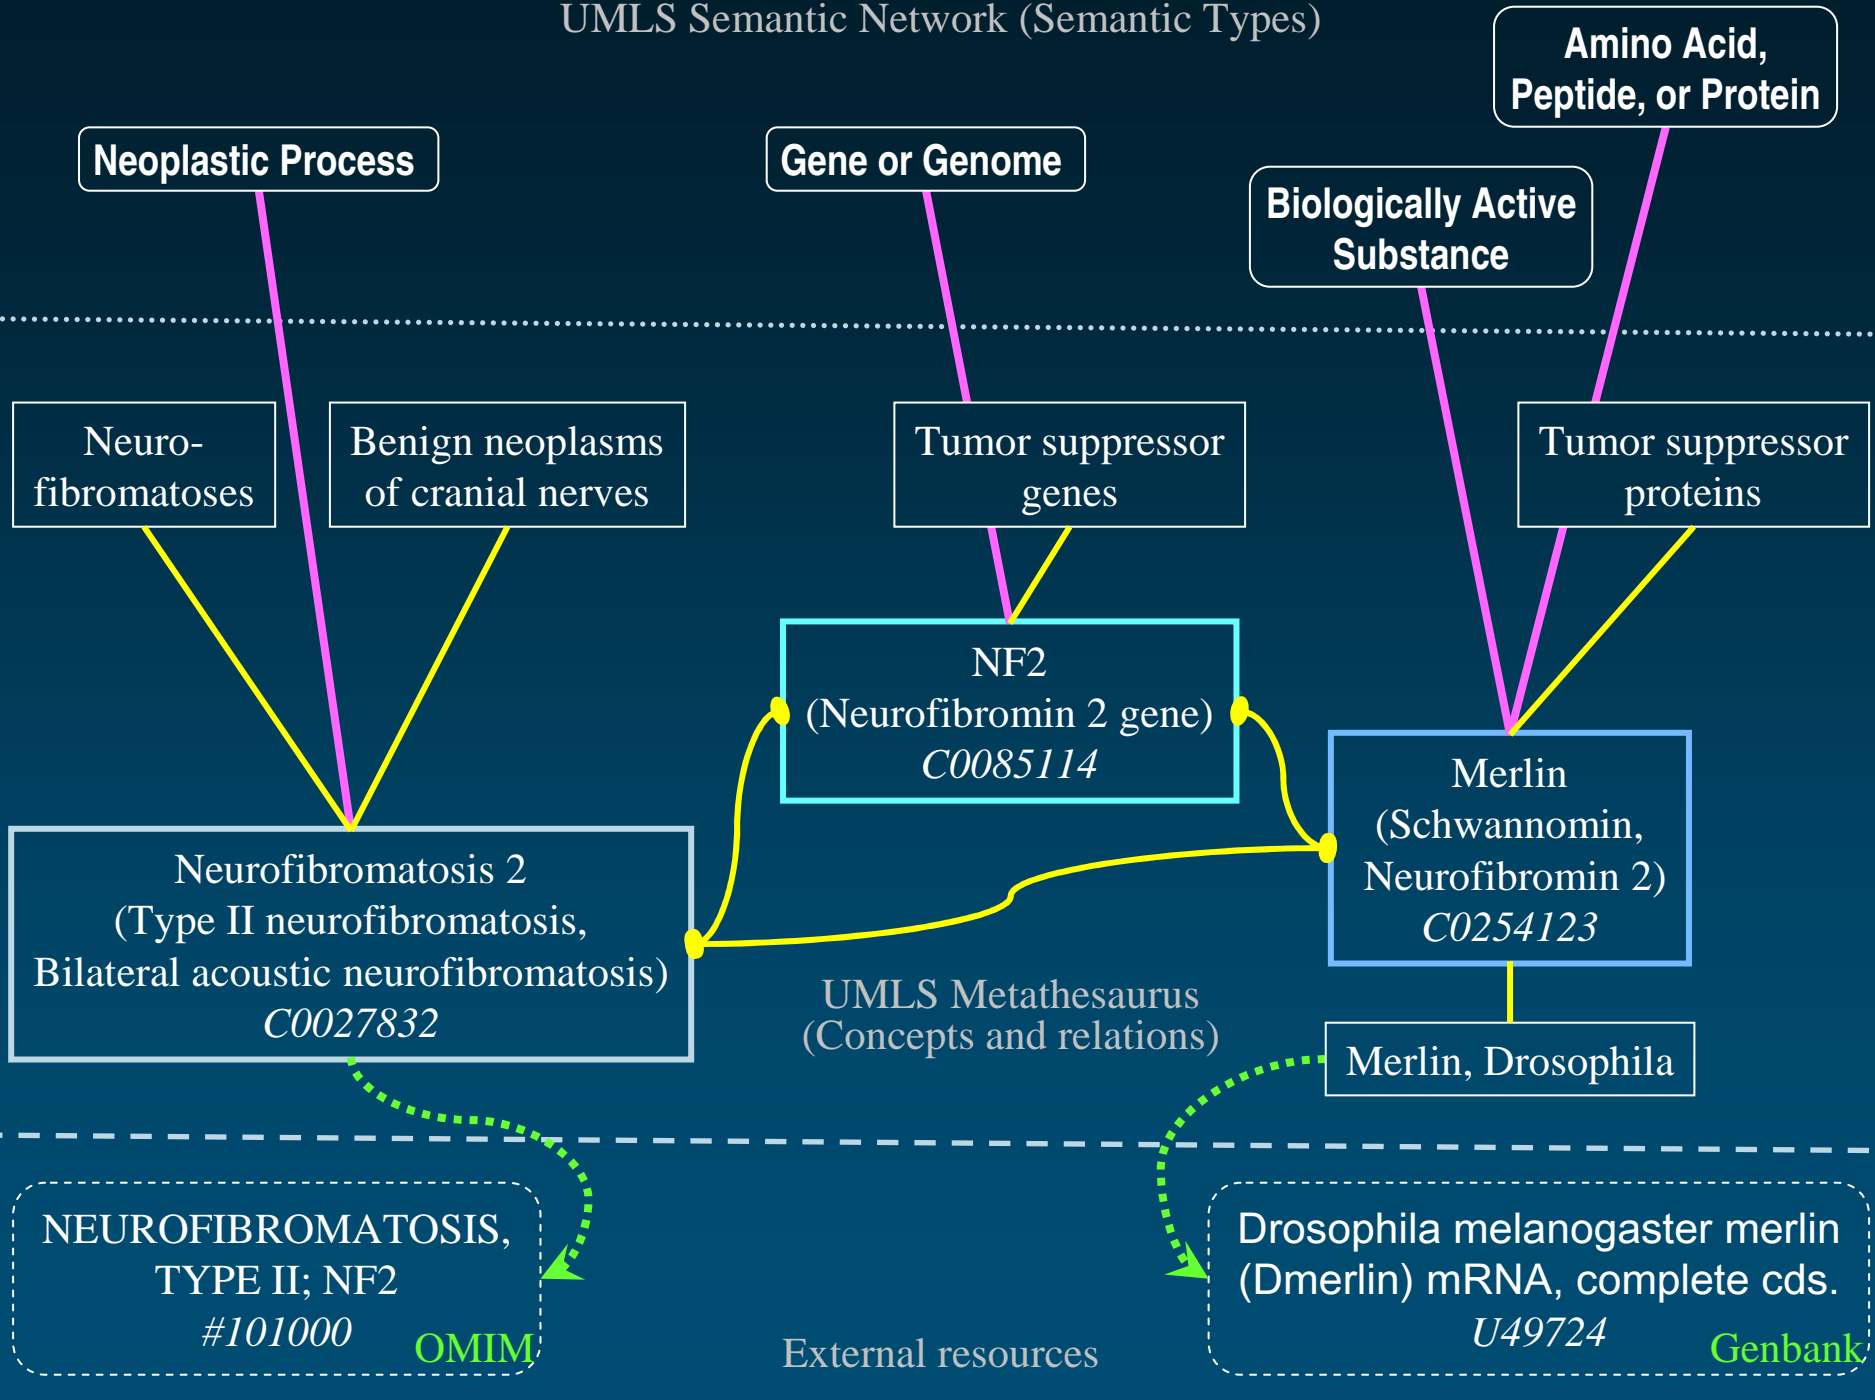 UMLS Semantic Network (Semantic Types)
Amino Acid,
Peptide, or Protein
Neoplastic Process
Gene or Genome
Biologically Active
Substance
Neuro-
fibromatoses
Benign neoplasms
of cranial nerves
Tumor suppressor
genes
Tumor suppressor
proteins
NF2
(Neurofibromin 2 gene)
C0085114
Merlin
(Schwannomin,
Neurofibromin 2)
C0254123
Neurofibromatosis 2
(Type II neurofibromatosis,
Bilateral acoustic neurofibromatosis)
C0027832
UMLS Metathesaurus
(Concepts and relations)
Merlin, Drosophila
NEUROFIBROMATOSIS,
TYPE II; NF2
#101000
OMIM
External resources
Drosophila melanogaster merlin
(Dmerlin) mRNA, complete cds.
U49724
Genbank